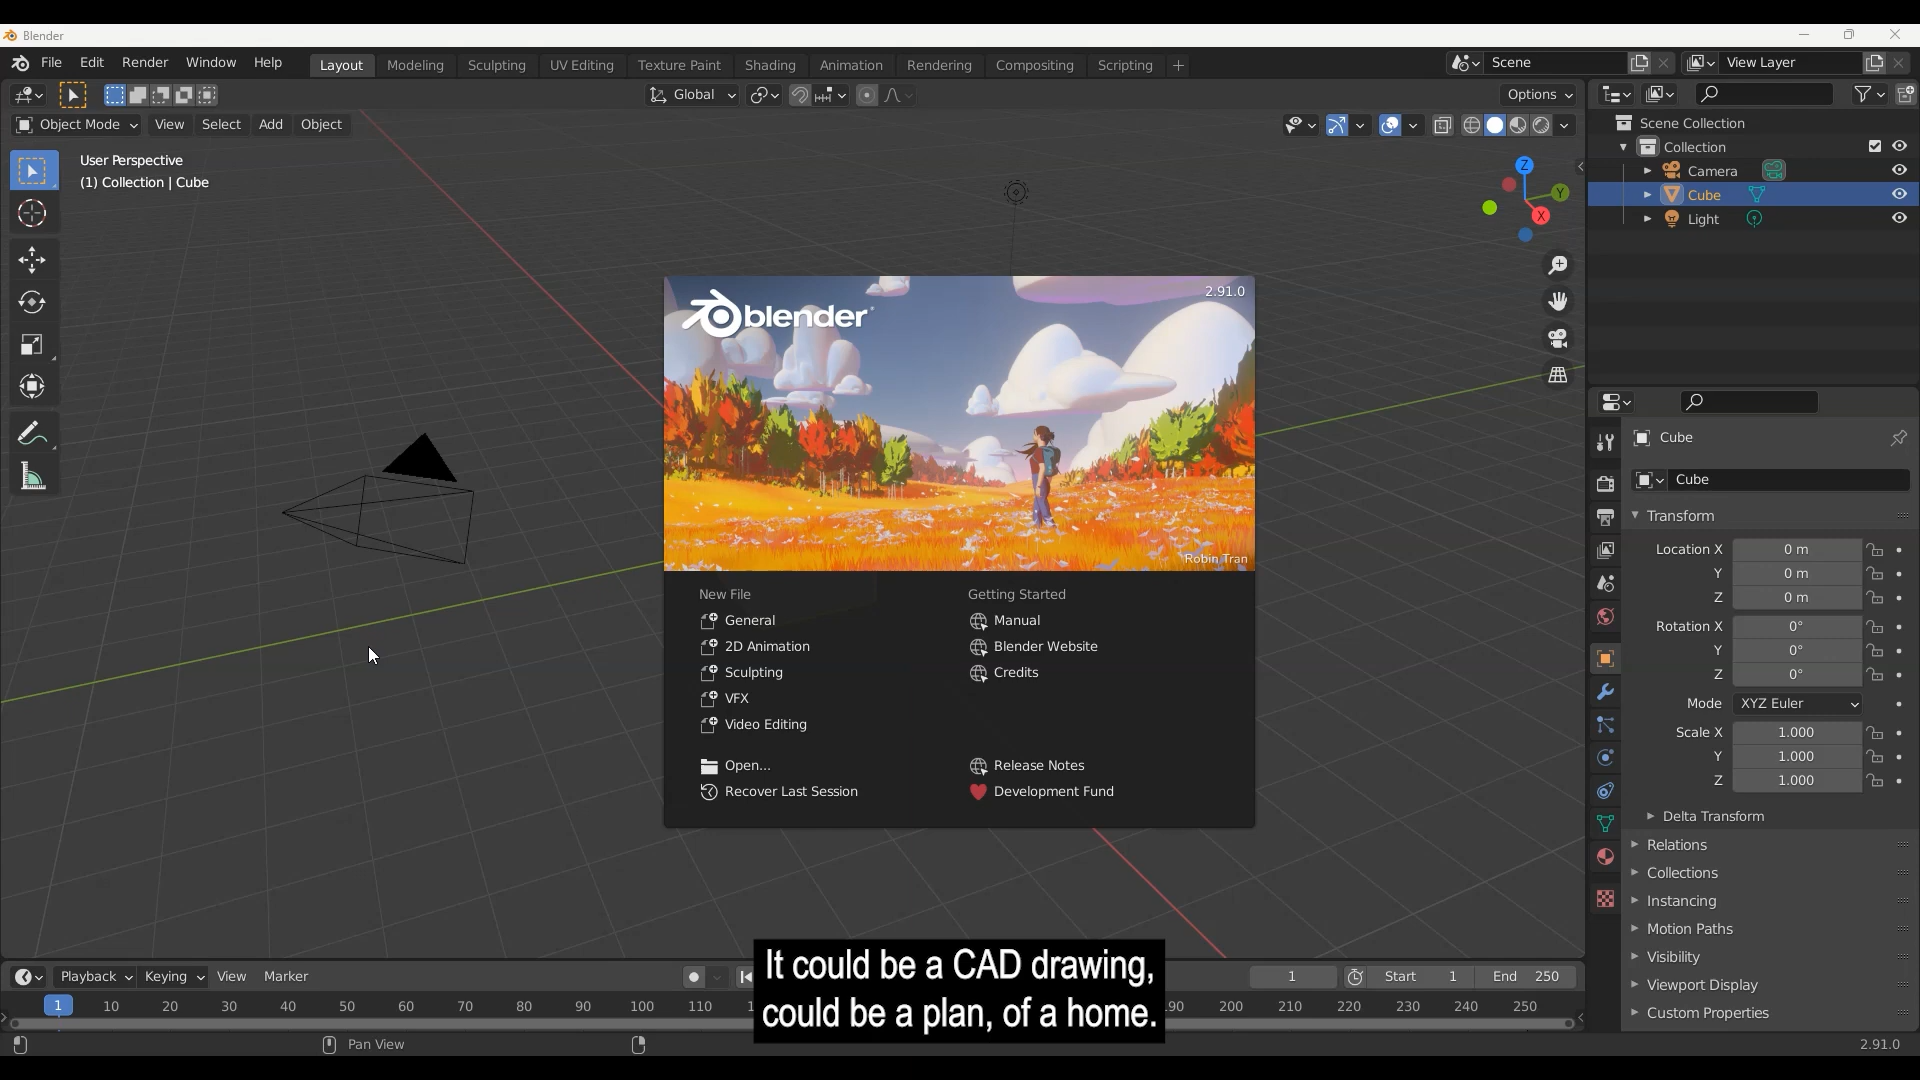 Blender
File Edit Render Window Help
Layout Modeling Sculpting UV Editing Texture Paint Shading Animation Rendering Compositing Scripting +
Scene
View Layer
Global
Options
Object Mode View Select Add Object
User Perspective
(1) Collection | Cube
Z
Y
X
Scene Collection
Collection
Camera
Cube
Light
blender
2.91.0
Robin Tran
New File
General
2D Animation
Sculpting
VFX
Video Editing
Open...
Recover Last Session
Getting Started
Manual
Blender Website
Credits
Release Notes
Development Fund
Cube
Cube
Transform
Location X 0 m
Y 0 m
Z 0 m
Rotation X 0°
Y 0°
Z 0°
Mode XYZ Euler
Scale X 1.000
Y 1.000
Z 1.000
Delta Transform
Relations
Collections
Instancing
Motion Paths
Visibility
Viewport Display
Custom Properties
Playback Keying View Marker
1 Start 1 End 250
1 10 20 30 40 50 60 70 80 90 100 110 200 210 220 230 240 250
It could be a CAD drawing,
could be a plan, of a home.
Pan View
2.91.0